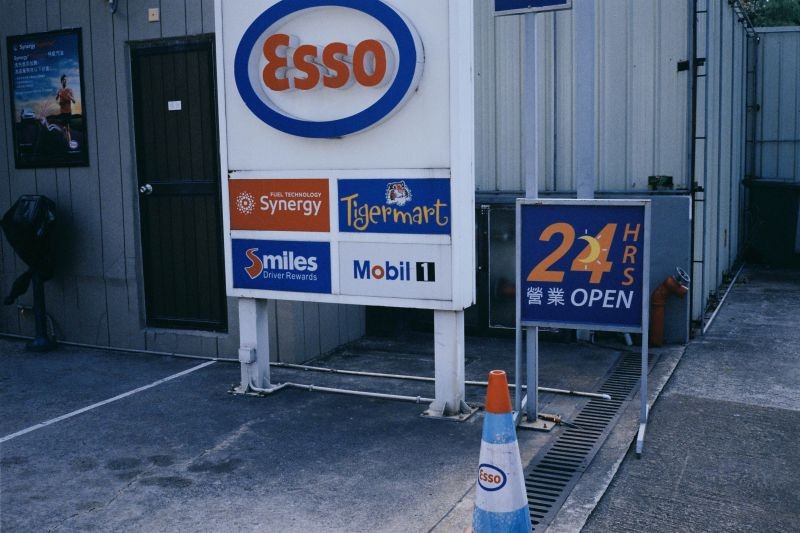 Synergy
Esso
FUEL TECHNOLOGY
Synergy
Tigermart
Smiles
Driver Rewards
Mobil 1
24 HRS
營業 OPEN
Esso